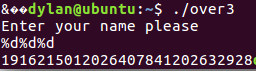 &��dylan@ubuntu:~$ ./over3
Enter your name please
%d%d%d
1916215012026407841202632928